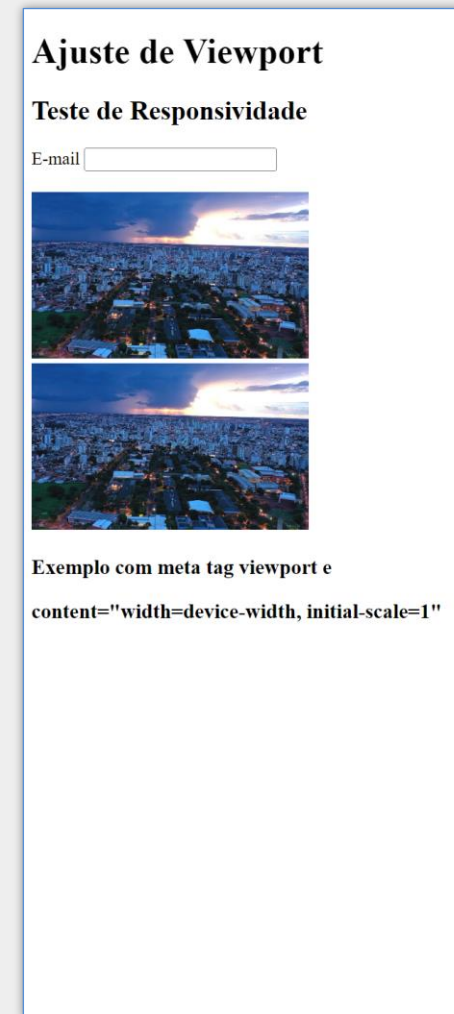 Ajuste de Viewport
Teste de Responsividade
E-mail
Exemplo com meta tag viewport e
content="width=device-width, initial-scale=1"